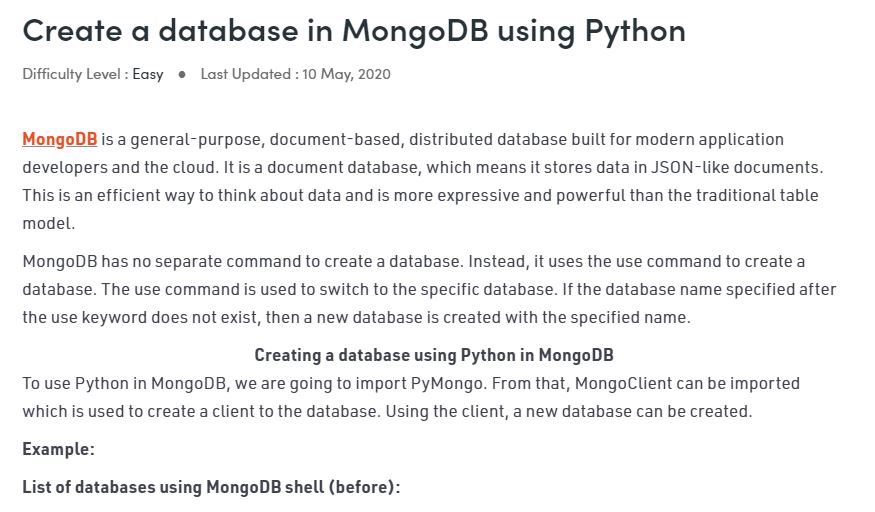 Create a database in MongoDB using Python
Difficulty Level : Easy ● Last Updated : 10 May, 2020
MongoDB is a general-purpose, document-based, distributed database built for modern application
developers and the cloud. It is a document database, which means it stores data in JSON-like documents.
This is an efficient way to think about data and is more expressive and powerful than the traditional table
model.
MongoDB has no separate command to create a database. Instead, it uses the use command to create a
database. The use command is used to switch to the specific database. If the database name specified after
the use keyword does not exist, then a new database is created with the specified name.
Creating a database using Python in MongoDB
To use Python in MongoDB, we are going to import PyMongo. From that, MongoClient can be imported
which is used to create a client to the database. Using the client, a new database can be created.
Example:
List of databases using MongoDB shell (before):